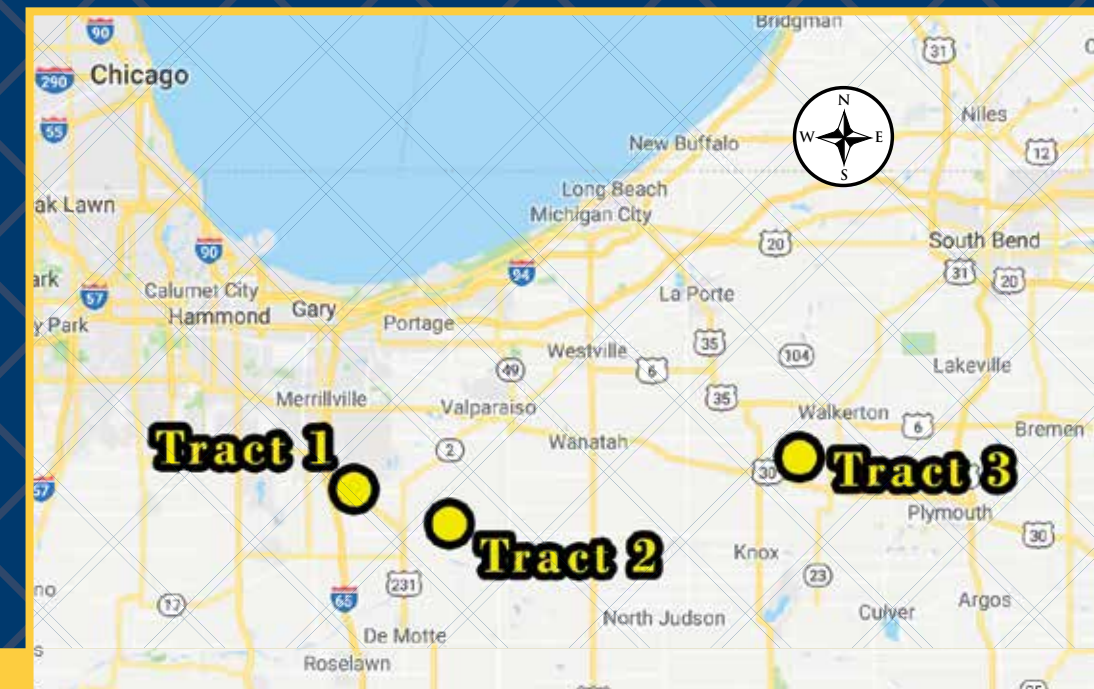 Bridgman
90
31
Chicago
290
Niles
55
New Buffalo
12
N
W E
S
Long Beach
ak Lawn
Michigan City
90
20
South Bend
94
31
20
ark
57
Calumet City
La Porte
Gary
Hammond
Portage
y Park
35
Westville
104
49
6
Lakeville
Merrillville
35
Valparaiso
Walkerton
6
Bremen
Wanatah
2
Tract 1
30
Tract 3
57
Plymouth
30
Tract 2
Knox
23
231
no
65
Culver
Argos
North Judson
De Motte
s
Roselawn